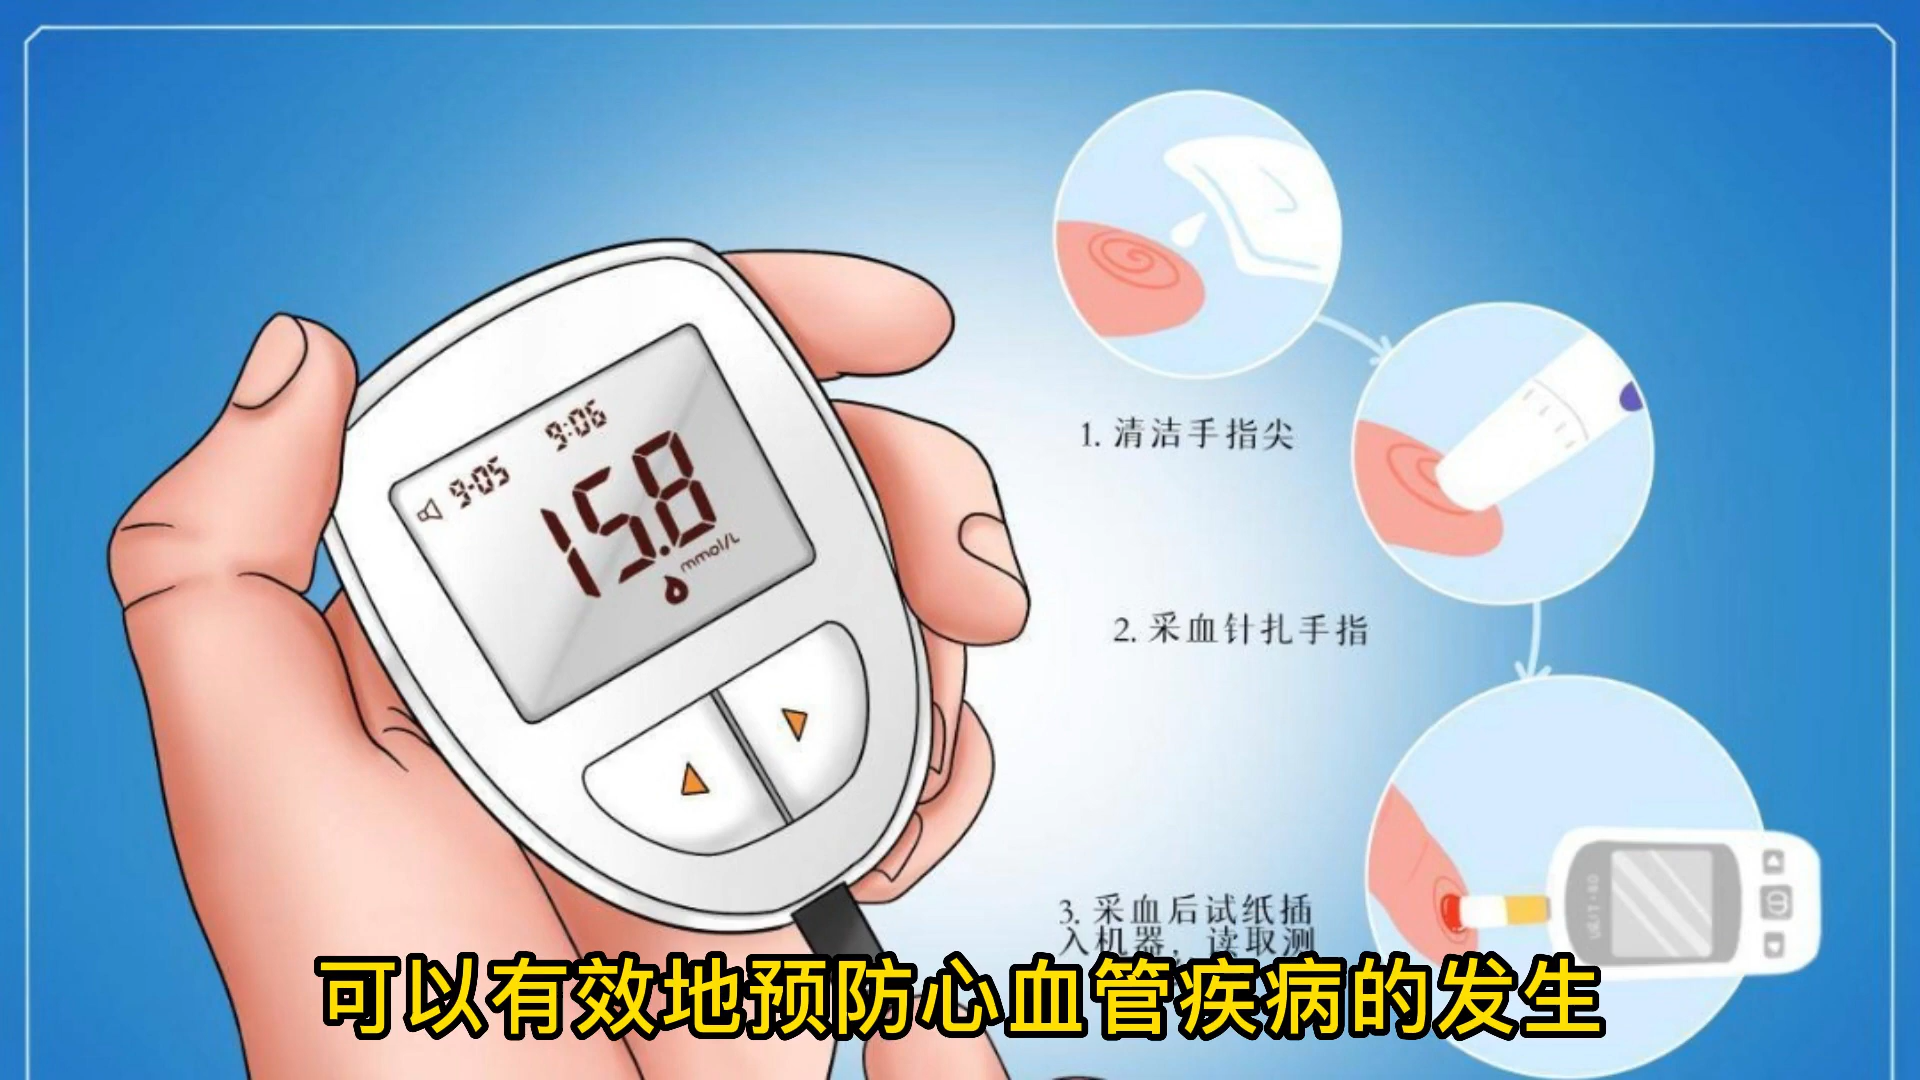 9-05
9:06
15.8
mmol/L
1. 清洁手指尖
2. 采血针扎手指
3. 采血后试纸插
入机器，读取测
可以有效地预防心血管疾病的发生